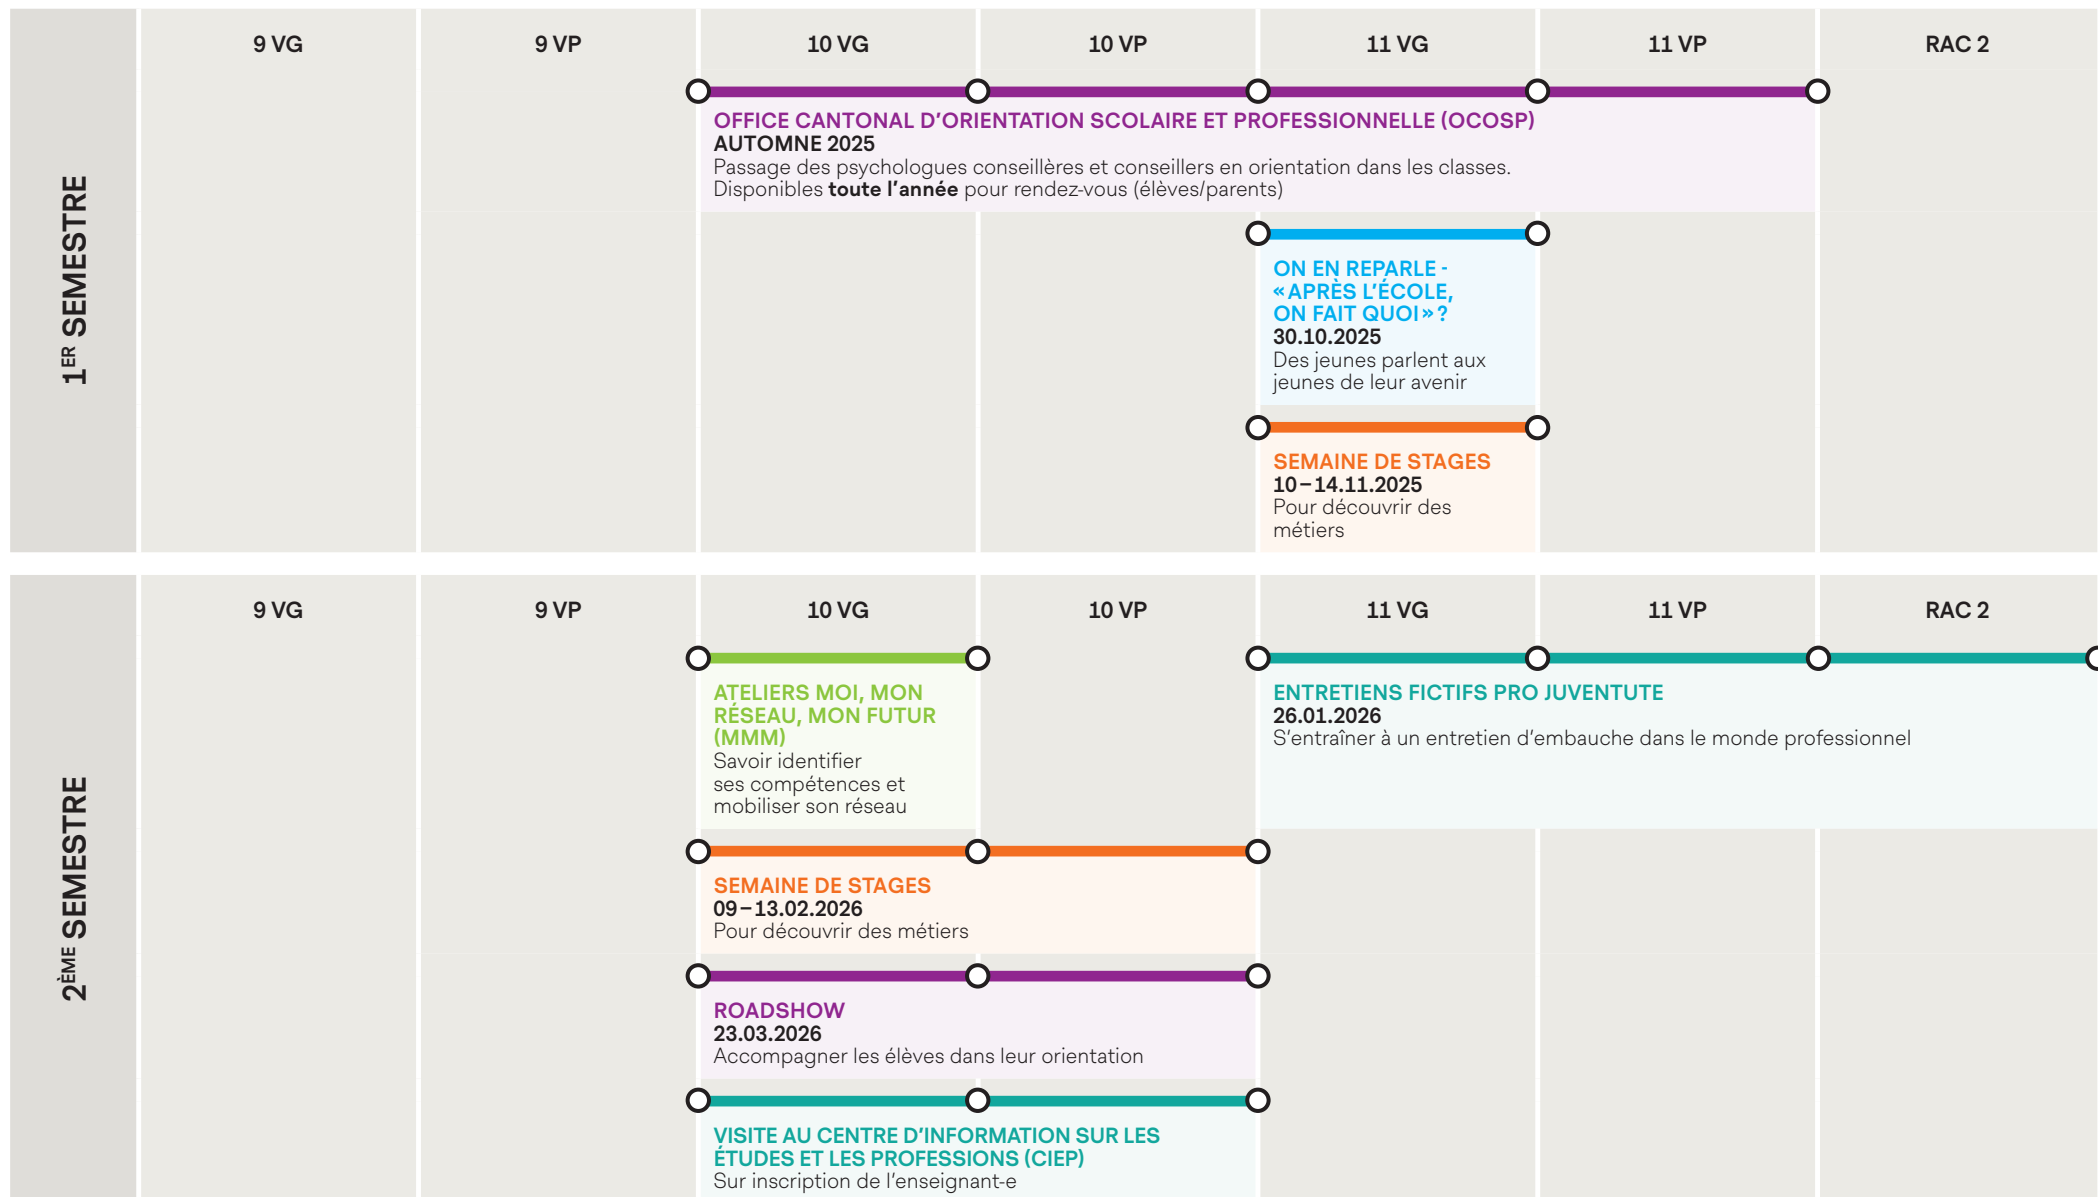 1ER SEMESTRE
9 VG
9 VP
10 VG
10 VP
11 VG
11 VP
RAC 2
OFFICE CANTONAL D'ORIENTATION SCOLAIRE ET PROFESSIONNELLE (OCOSP)
AUTOMNE 2025
Passage des psychologues conseillères et conseillers en orientation dans les classes.
Disponibles toute l'année pour rendez-vous (élèves/parents)
ON EN REPARLE -
« APRÈS L'ÉCOLE,
ON FAIT QUOI » ?
30.10.2025
Des jeunes parlent aux
jeunes de leur avenir
SEMAINE DE STAGES
10 – 14.11.2025
Pour découvrir des
métiers
2ÈME SEMESTRE
9 VG
9 VP
10 VG
10 VP
11 VG
11 VP
RAC 2
ATELIERS MOI, MON
RÉSEAU, MON FUTUR
(MMM)
Savoir identifier
ses compétences et
mobiliser son réseau
ENTRETIENS FICTIFS PRO JUVENTUTE
26.01.2026
S'entraîner à un entretien d'embauche dans le monde professionnel
SEMAINE DE STAGES
09 – 13.02.2026
Pour découvrir des métiers
ROADSHOW
23.03.2026
Accompagner les élèves dans leur orientation
VISITE AU CENTRE D'INFORMATION SUR LES
ÉTUDES ET LES PROFESSIONS (CIEP)
Sur inscription de l'enseignant-e